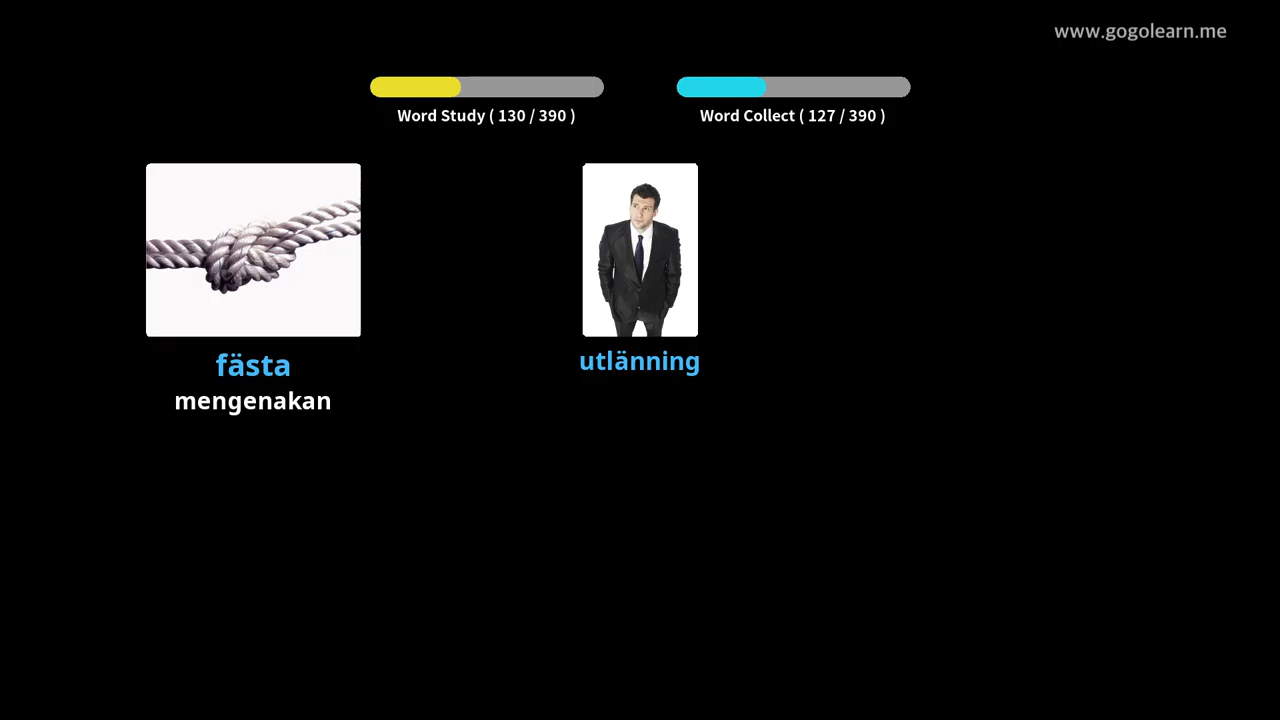 www.gogolearn.me
Word Study ( 130 / 390 )
Word Collect ( 127 / 390 )
fästa
mengenakan
utlänning